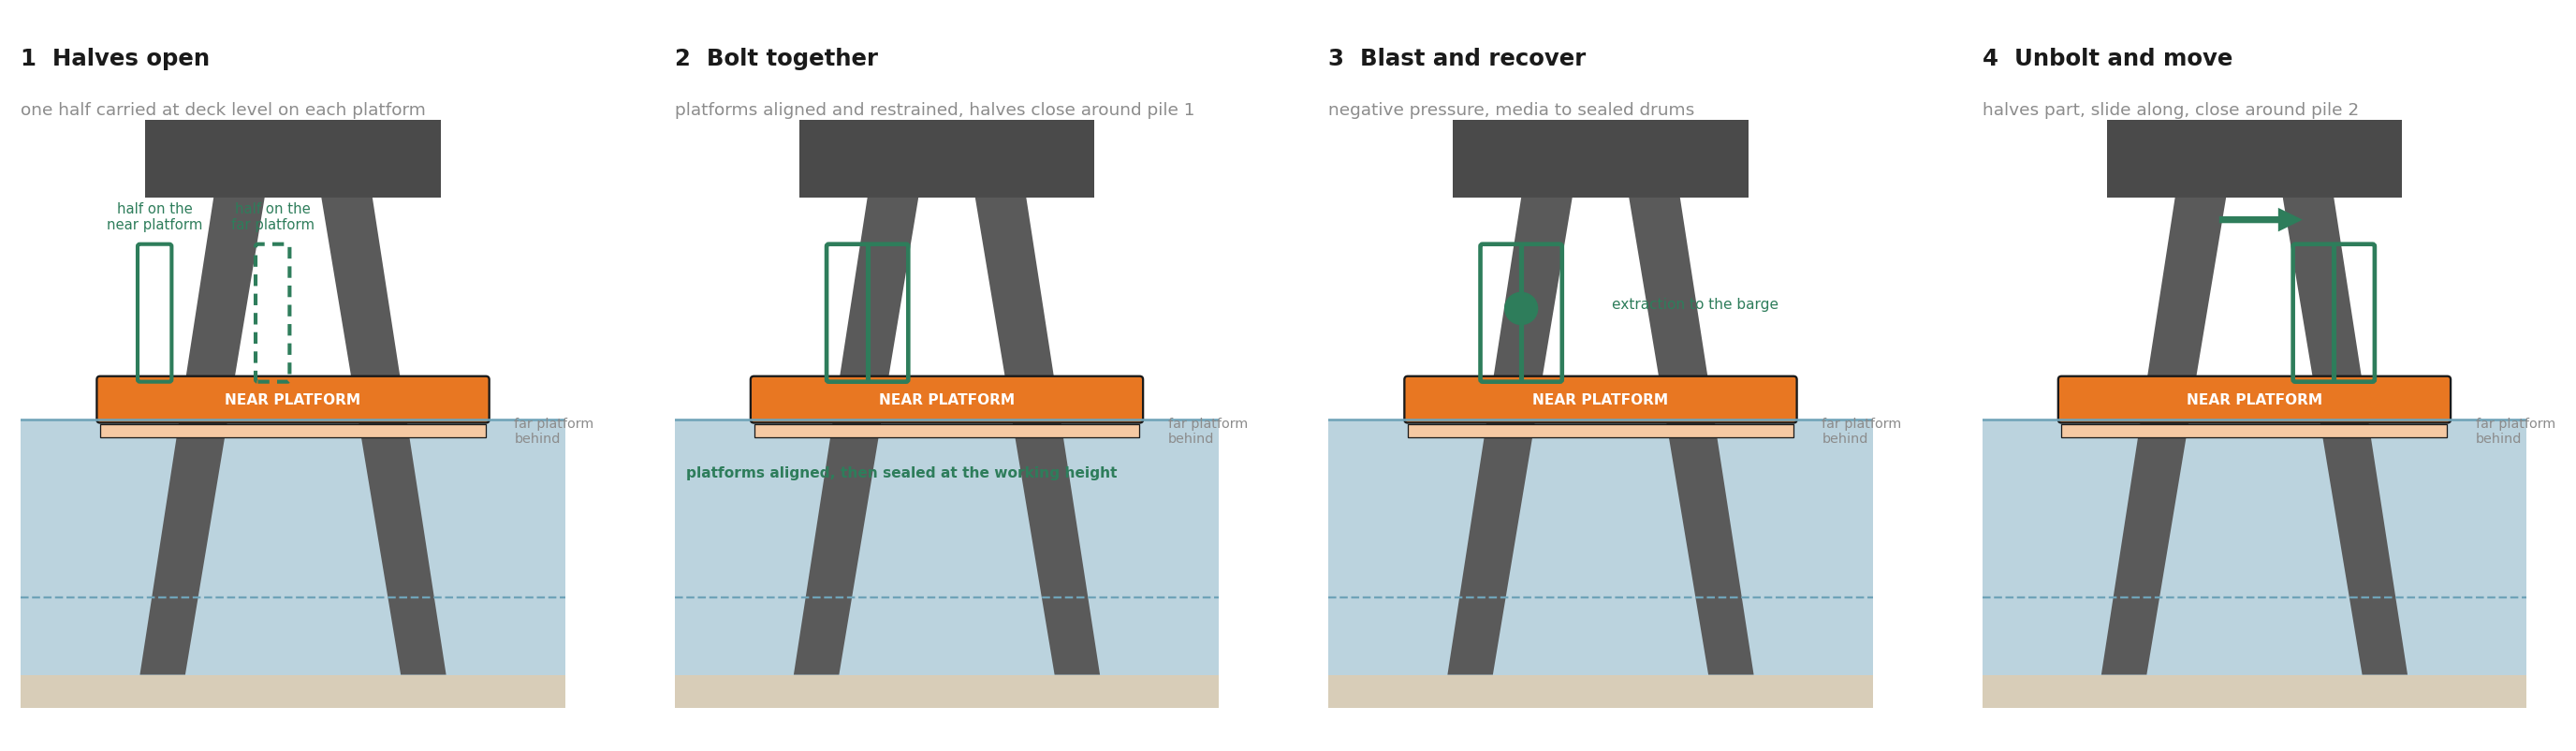 1  Halves open
one half carried at deck level on each platform
half on the
near platform
half on the
far platform
NEAR PLATFORM
far platform
behind
2  Bolt together
platforms aligned and restrained, halves close around pile 1
NEAR PLATFORM
far platform
behind
platforms aligned, then sealed at the working height
3  Blast and recover
negative pressure, media to sealed drums
extraction to the barge
NEAR PLATFORM
far platform
behind
4  Unbolt and move
halves part, slide along, close around pile 2
NEAR PLATFORM
far platform
behind